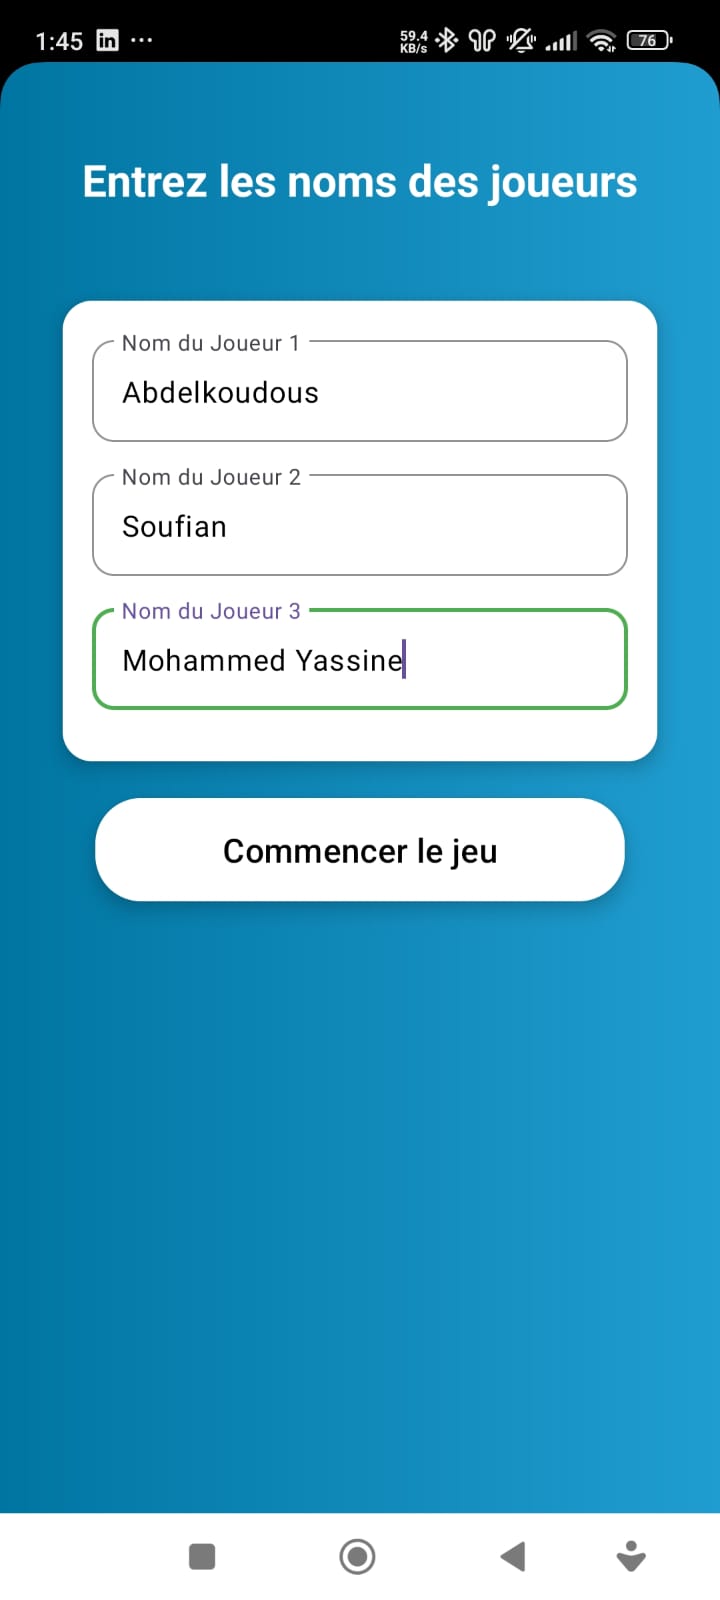 1:45 in ... 59.4 KB/s 76
Entrez les noms des joueurs
Nom du Joueur 1
Abdelkoudous
Nom du Joueur 2
Soufian
Nom du Joueur 3
Mohammed Yassine
Commencer le jeu